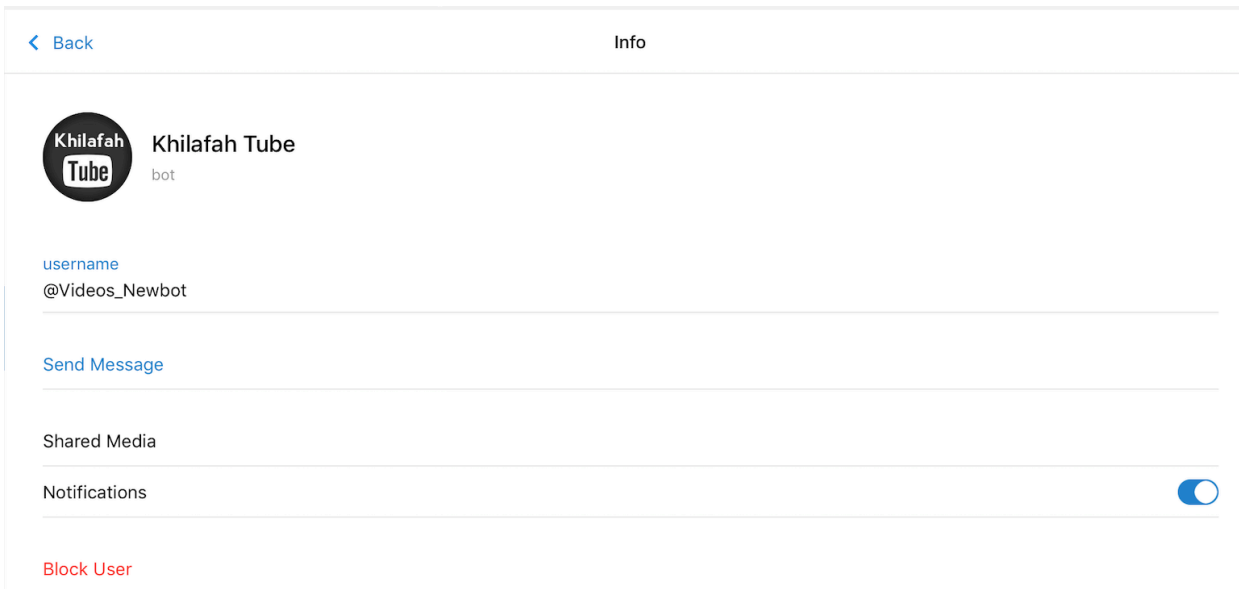 Back
Info
Khilafah
Tube
Khilafah Tube
bot
username
@Videos_Newbot
Send Message
Shared Media
Notifications
Block User